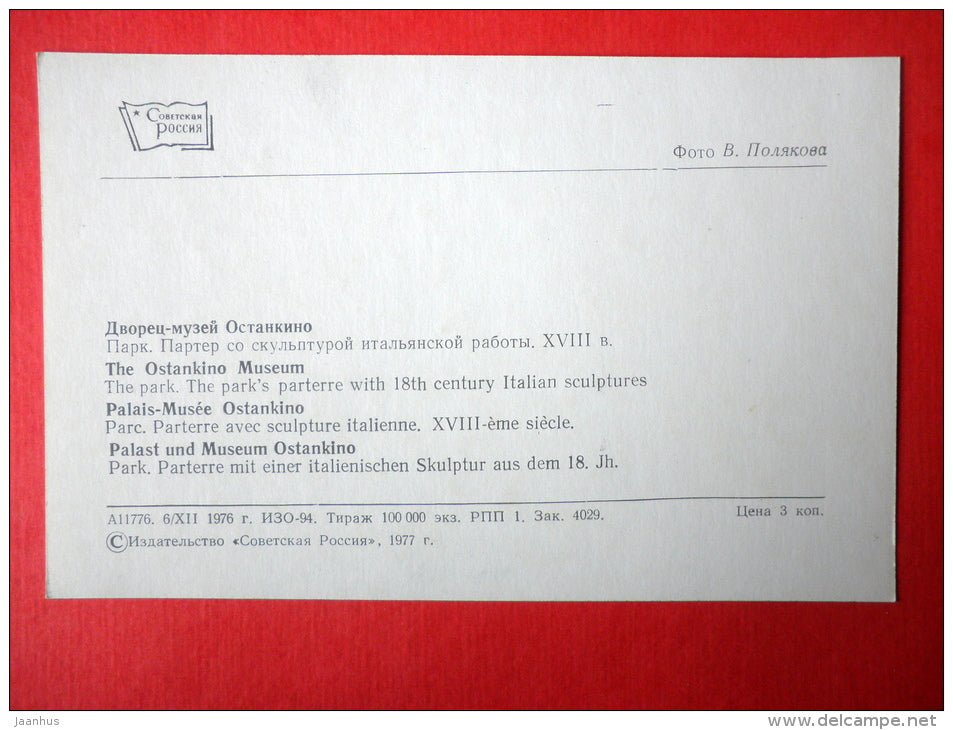 ★ Советская
Россия
Фото В. Полякова
Дворец-музей Останкино
Парк. Партер со скульптурой итальянской работы. XVIII в.
The Ostankino Museum
The park. The park's parterre with 18th century Italian sculptures
Palais-Musée Ostankino
Parc. Parterre avec sculpture italienne. XVIII-ème siècle.
Palast und Museum Ostankino
Park. Parterre mit einer italienischen Skulptur aus dem 18. Jh.
А11776. 6/XII 1976 г. ИЗО-94. Тираж 100 000 экз. РПП 1. Зак. 4029. Цена 3 коп.
©Издательство «Советская Россия», 1977 г.
jaanhus
www.delcampe.net